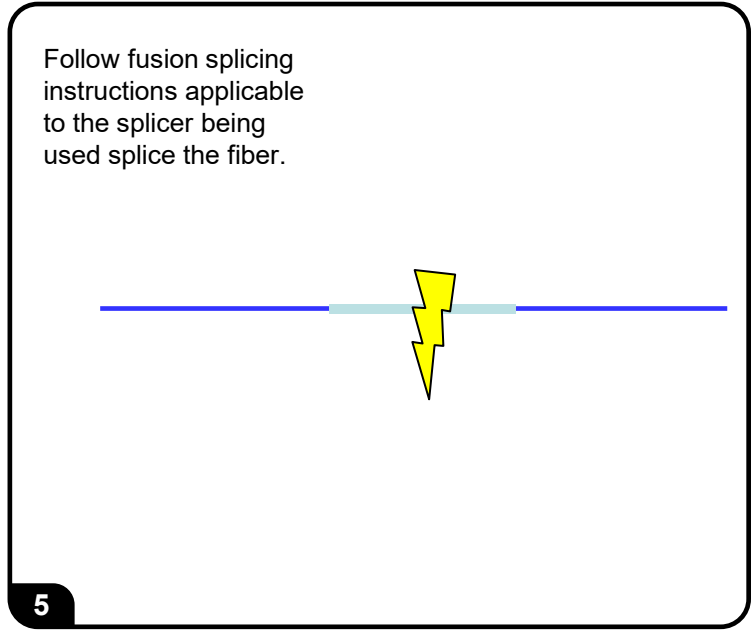 Follow fusion splicing
instructions applicable
to the splicer being
used splice the fiber.
5